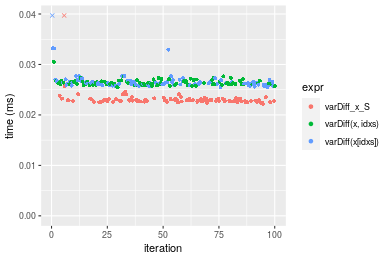 0.04
0.03
0.02
0.01
0.00
time (ms)
0
25
50
75
100
iteration
expr
varDiff_x_S
varDiff(x, idxs)
varDiff(x[idxs])